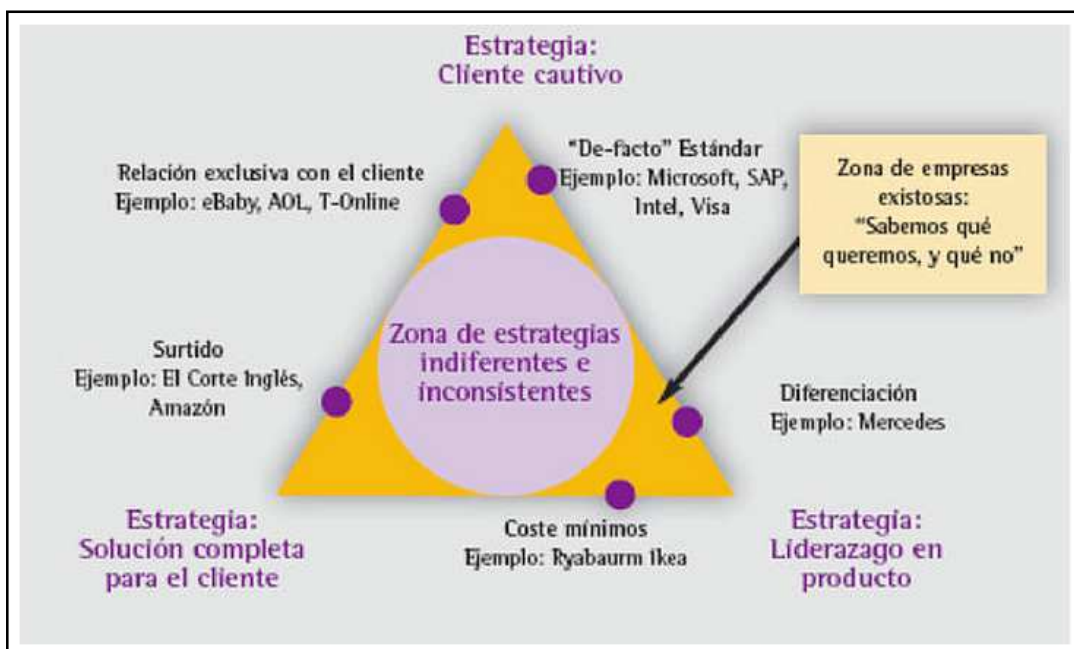 Estrategia:
Cliente cautivo
Relación exclusiva con el cliente
Ejemplo: eBaby, AOL, T-Online
"De-facto" Estándar
Ejemplo: Microsoft, SAP,
Intel, Visa
Zona de empresas
existosas:
"Sabemos qué
queremos, y qué no"
Zona de estrategias
indiferentes e
inconsistentes
Surtido
Ejemplo: El Corte Inglés,
Amazón
Diferenciación
Ejemplo: Mercedes
Estrategia:
Solución completa
para el cliente
Coste mínimos
Ejemplo: Ryabaurm Ikea
Estrategía:
Liderazago en
producto